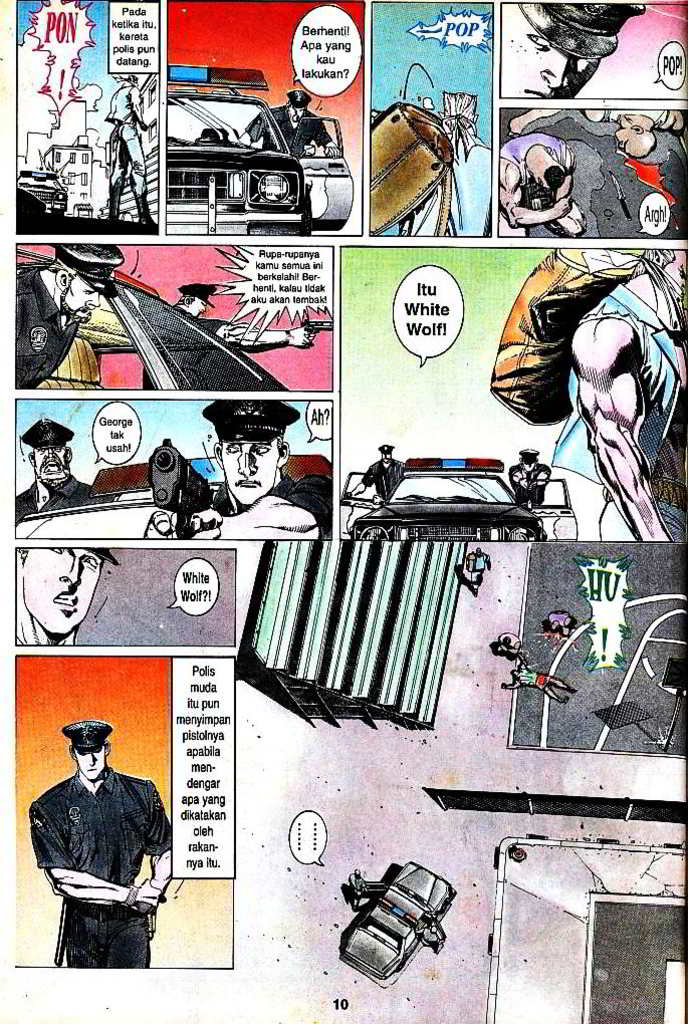 PON
!
Pada
ketika itu,
kereta
polis pun
datang.
Berhenti!
Apa yang
kau
lakukan?
POP
POP!
Argh!
Rupa-rupanya
kamu semua ini
berkelahi! Ber-
henti, kalau tidak
aku akan tembak!
Itu
White
Wolf!
George
tak
usah!
Ah?
White
Wolf?!
HU
!
Polis
muda
itu pun
menyimpan
pistolnya
apabila
men-
dengar
apa yang
dikatakan
oleh
rakan-
nya itu.
......
10